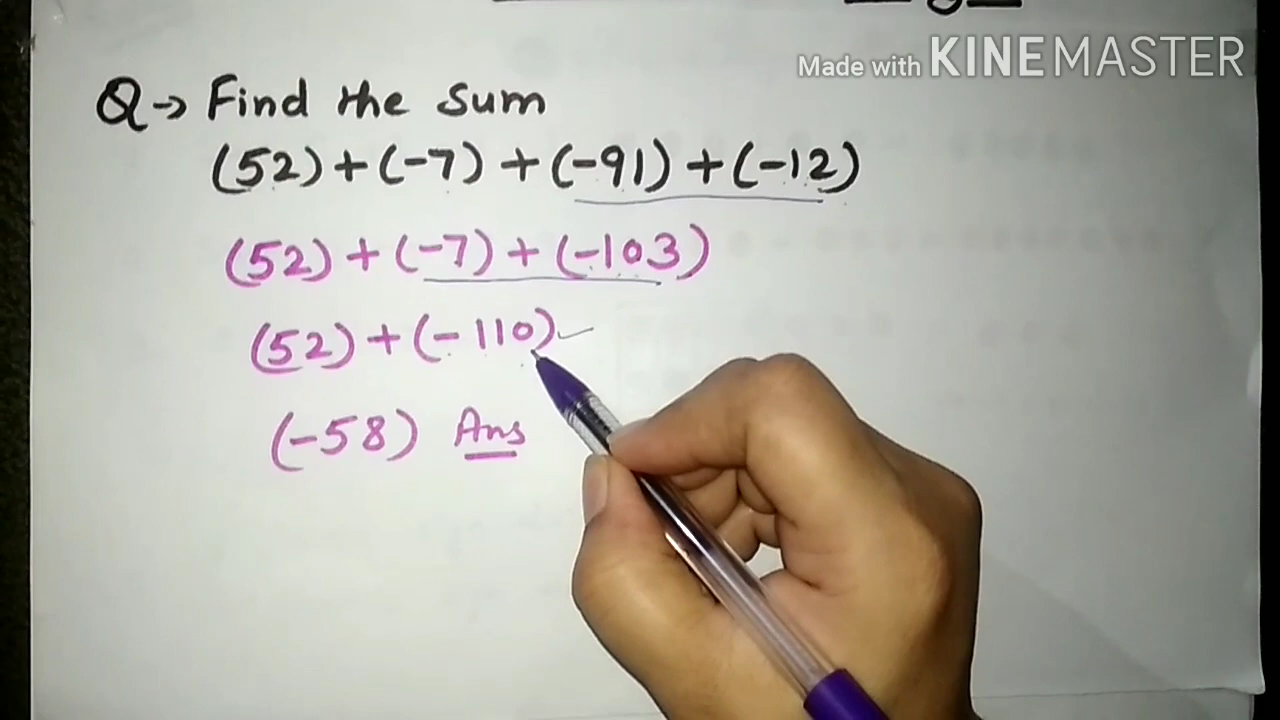 Made with KINEMASTER
Q→ Find the Sum
(52)+(-7)+(-91)+(-12)
(52)+(-7)+(-103)
(52)+(-110)
(-58) Ans